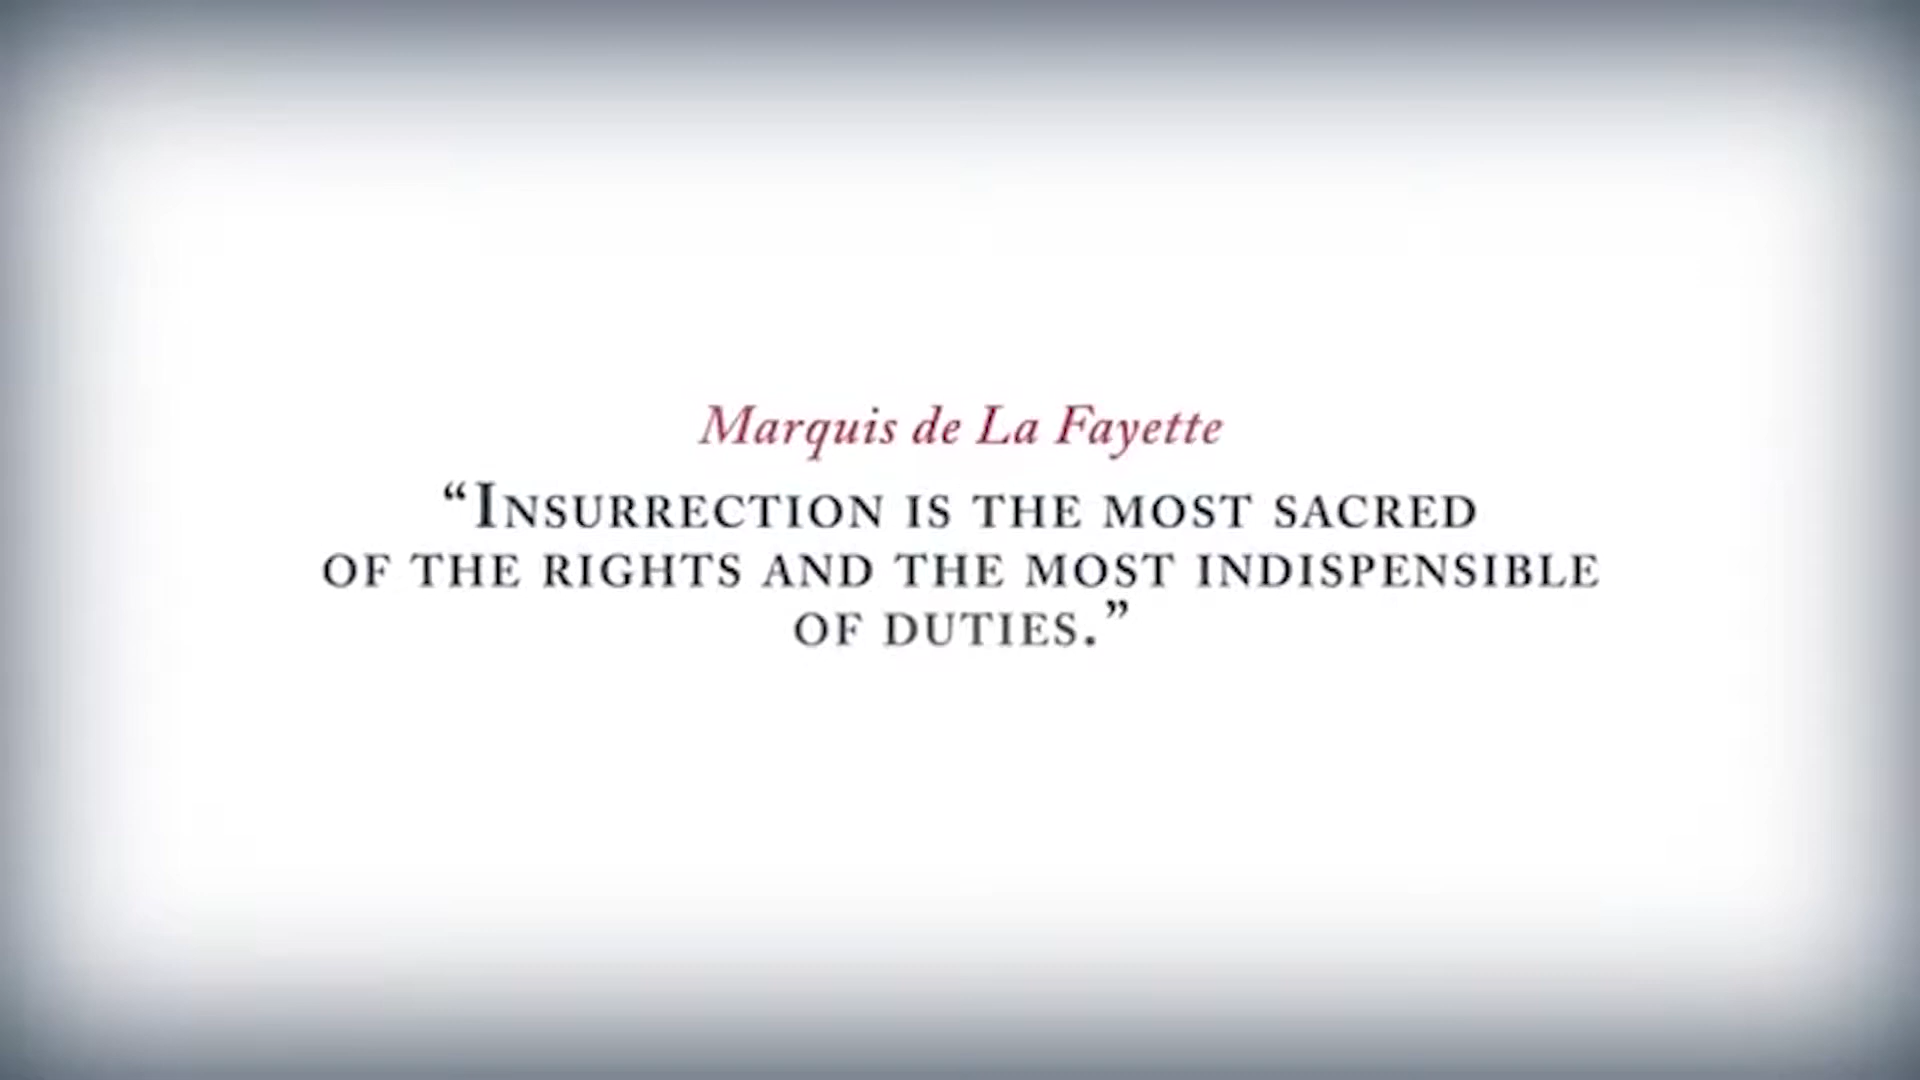 Marquis de La Fayette
“Insurrection is the most sacred
of the rights and the most indispensible
of duties.”